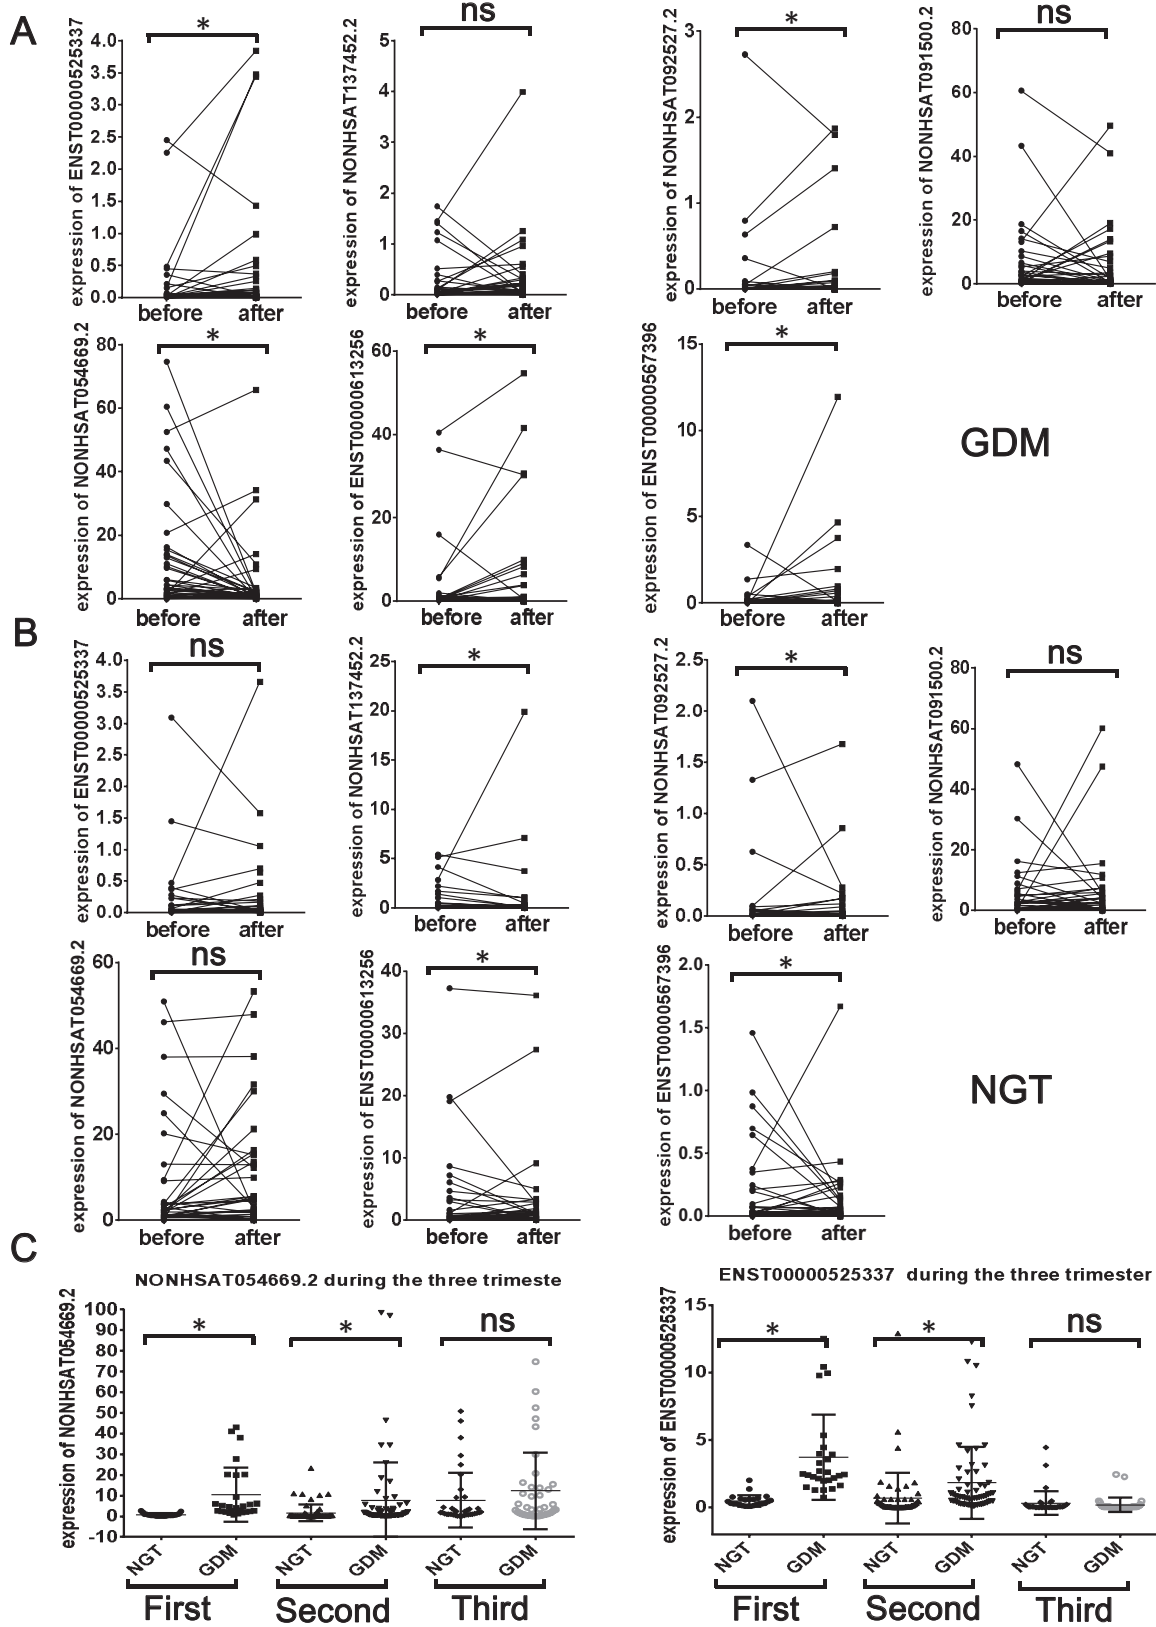 A
expression of ENST00000525337
4.0
3.5
3.0
2.5
2.0
1.5
1.0
0.5
0.0
*
before after
expression of NONHSAT137452.2
5
4
3
2
1
0
ns
before after
expression of NONHSAT092527.2
3
2
1
0
*
before after
expression of NONHSAT091500.2
80
60
40
20
0
ns
before after
expression of NONHSAT054669.2
80
60
40
20
0
*
before after
expression of ENST00000613256
60
40
20
0
*
before after
expression of ENST00000567396
15
10
5
0
*
before after
GDM
B
expression of ENST00000525337
4.0
3.5
3.0
2.5
2.0
1.5
1.0
0.5
0.0
ns
before after
expression of NONHSAT137452.2
25
20
15
10
5
0
*
before after
expression of NONHSAT092527.2
2.5
2.0
1.5
1.0
0.5
0.0
*
before after
expression of NONHSAT091500.2
80
60
40
20
0
ns
before after
expression of NONHSAT054669.2
60
40
20
0
ns
before after
expression of ENST00000613256
40
30
20
10
0
*
before after
expression of ENST00000567396
2.0
1.5
1.0
0.5
0.0
*
before after
NGT
C
NONHSAT054669.2 during the three trimeste
expression of NONHSAT054669.2
100
90
80
70
60
50
40
30
20
10
0
-10
* * ns
NGT GDM NGT GDM NGT GDM
First Second Third
ENST00000525337 during the three trimester
expression of ENST00000525337
15
10
5
0
* * ns
NGT GDM NGT GDM NGT GDM
First Second Third